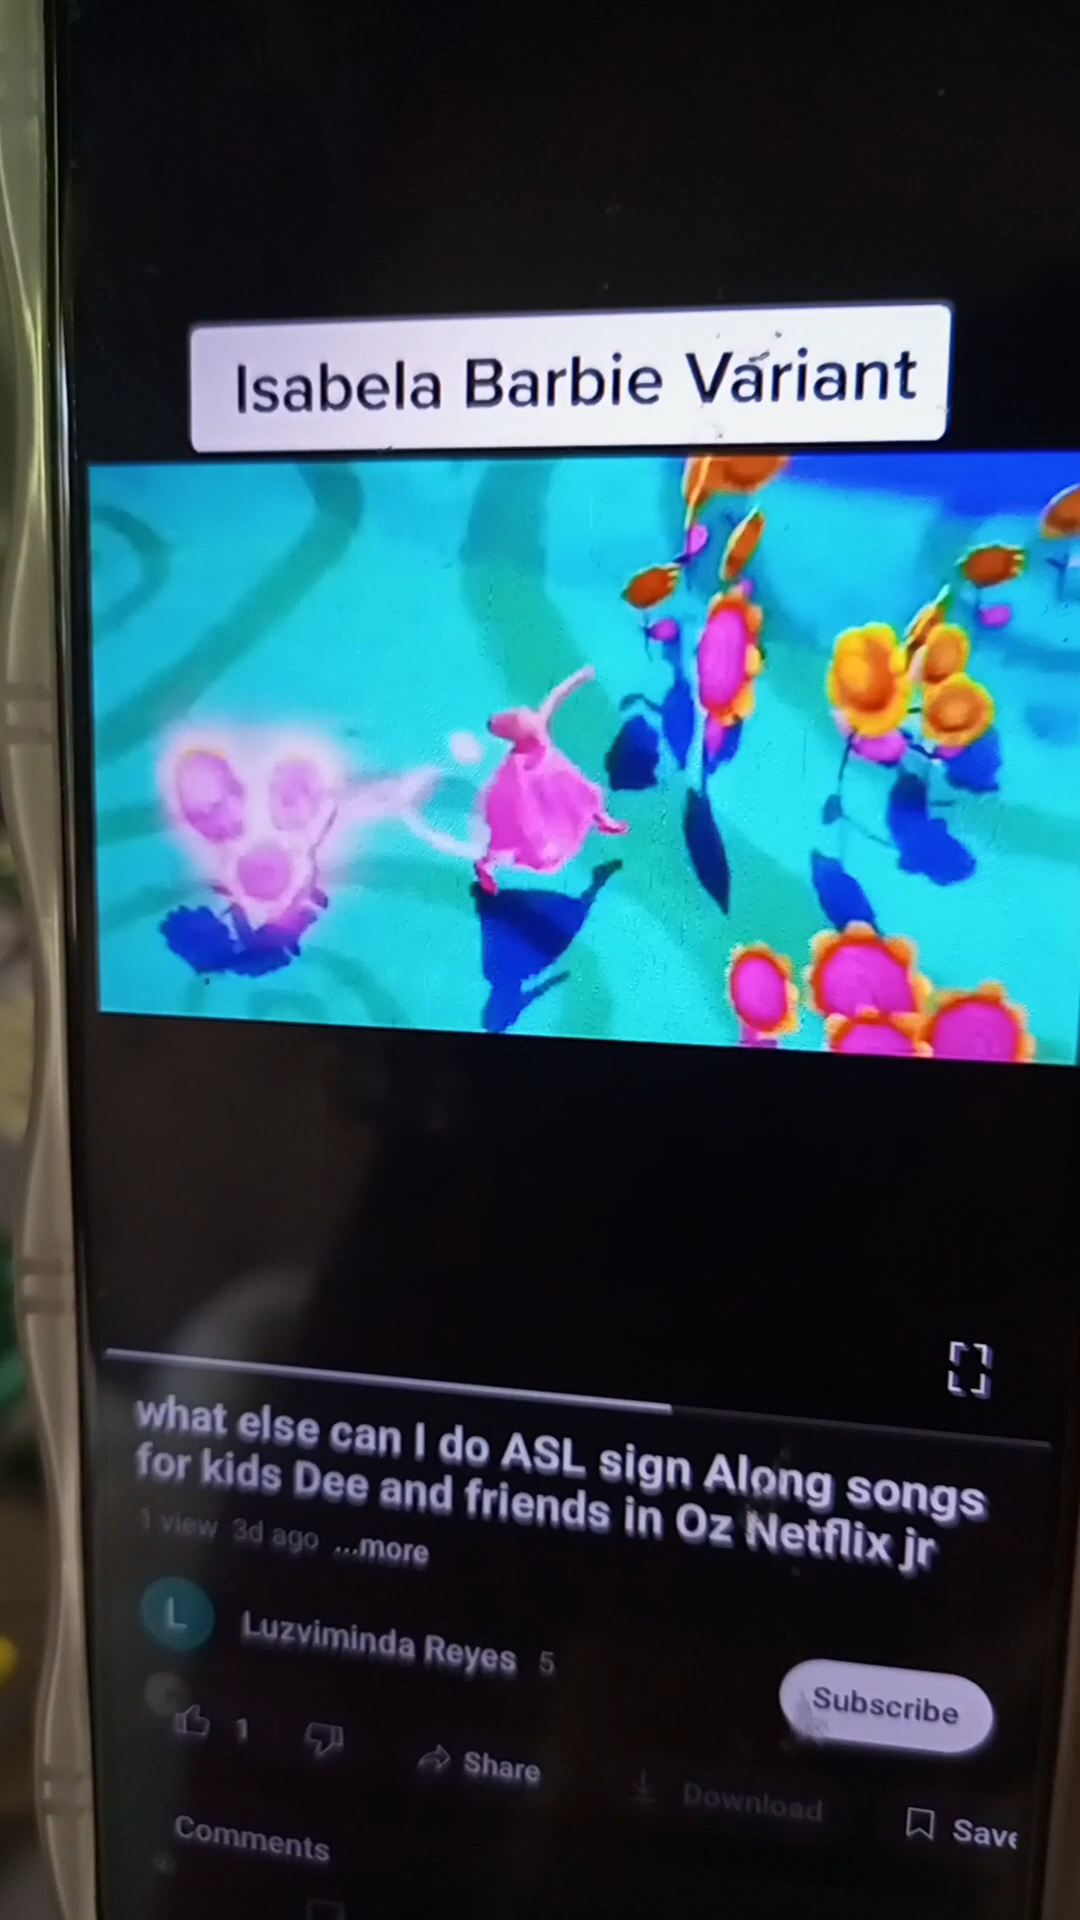 Isabela Barbie Variant
what else can I do ASL sign Along songs
for kids Dee and friends in Oz Netflix jr
1 view 3d ago ...more
L
Luzviminda Reyes 5
Subscribe
1
Share
Download
Save
Comments